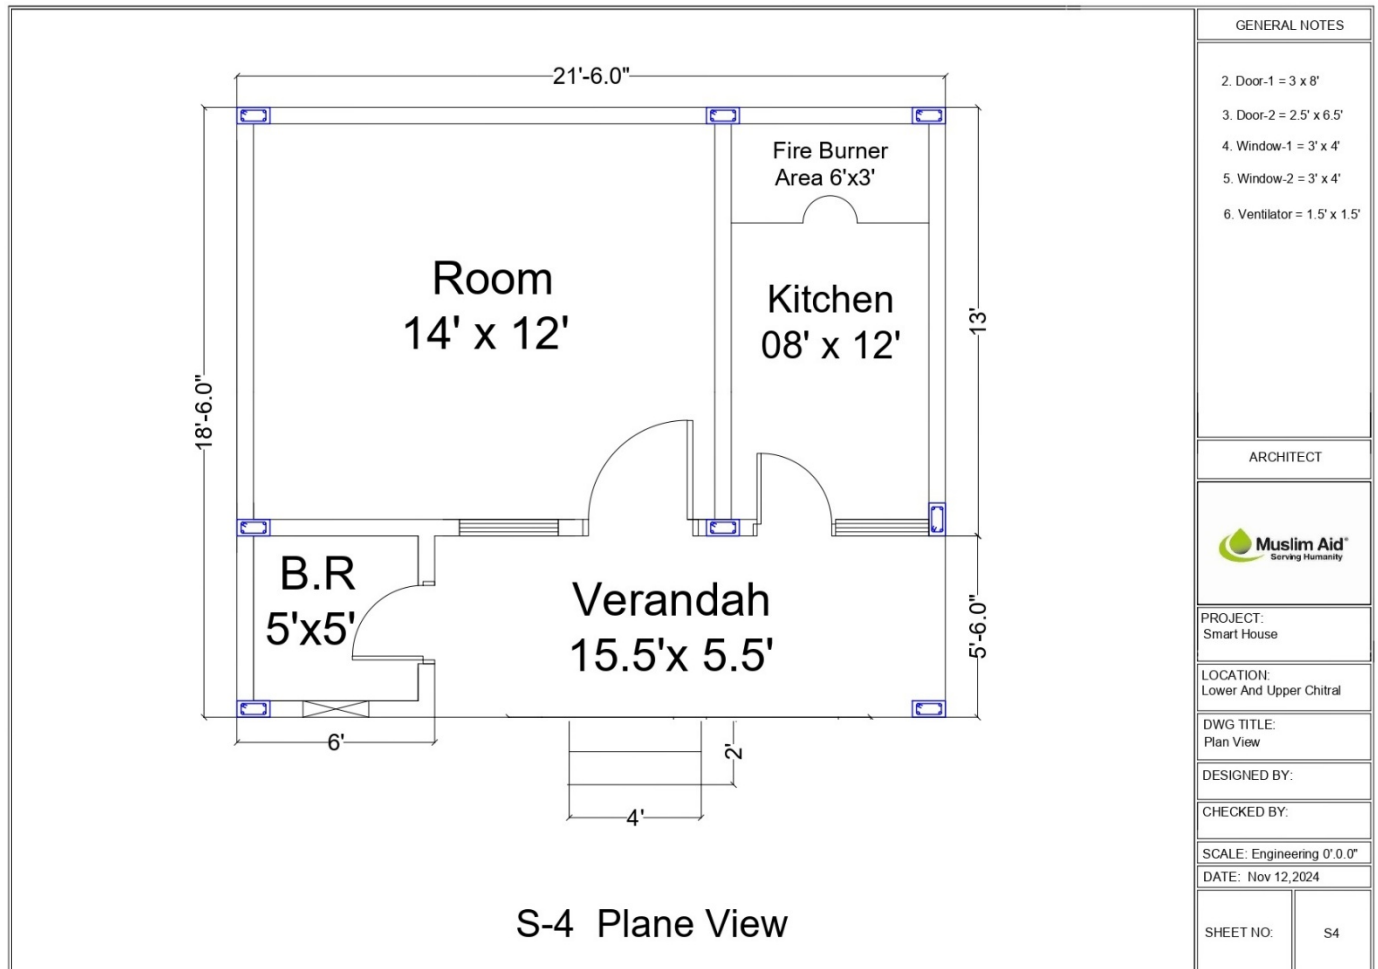 21'-6.0"
Fire Burner
Area 6'x3'
Room
14' x 12'
Kitchen
08' x 12'
13'
18'-6.0"
B.R
5'x5'
Verandah
15.5'x 5.5'
5'-6.0"
6'
2'
4'
S-4 Plane View
GENERAL NOTES
2. Door-1 = 3 x 8'
3. Door-2 = 2.5' x 6.5'
4. Window-1 = 3' x 4'
5. Window-2 = 3' x 4'
6. Ventilator = 1.5' x 1.5'
ARCHITECT
Muslim Aid®
Serving Humanity
PROJECT:
Smart House
LOCATION:
Lower And Upper Chitral
DWG TITLE:
Plan View
DESIGNED BY:
CHECKED BY:
SCALE: Engineering 0'.0.0"
DATE: Nov 12,2024
SHEET NO: S4